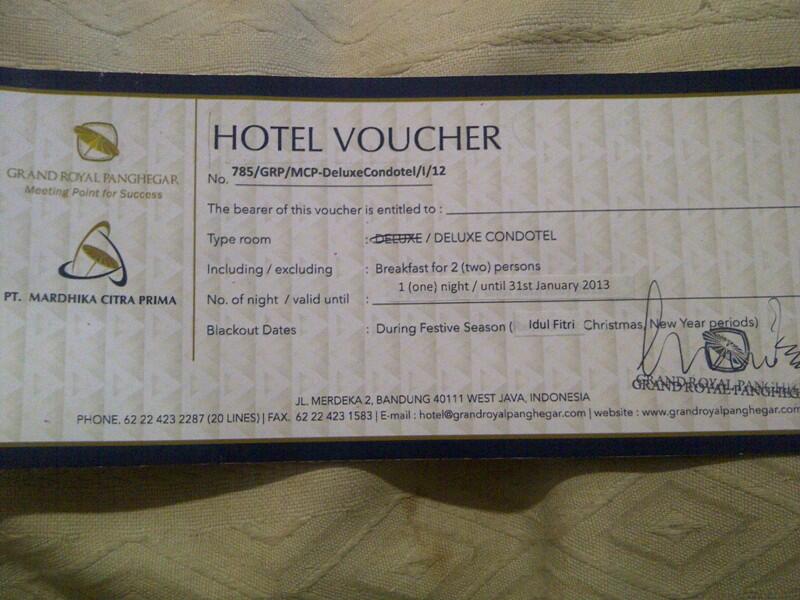 GRAND ROYAL PANGHEGAR
Meeting Point for Success
PT. MARDHIKA CITRA PRIMA
HOTEL VOUCHER
No. 785/GRP/MCP-DeluxeCondotel/I/12
The bearer of this voucher is entitled to :
Type room : DELUXE / DELUXE CONDOTEL
Including / excluding : Breakfast for 2 (two) persons
No. of night / valid until : 1 (one) night / until 31st January 2013
Blackout Dates : During Festive Season ( Idul Fitri Christmas, New Year periods)
GRAND ROYAL PANGHEGAR
JL. MERDEKA 2, BANDUNG 40111 WEST JAVA, INDONESIA
PHONE. 62 22 423 2287 (20 LINES) | FAX. 62 22 423 1583 | E-mail : hotel@grandroyalpanghegar.com | website : www.grandroyalpanghegar.com